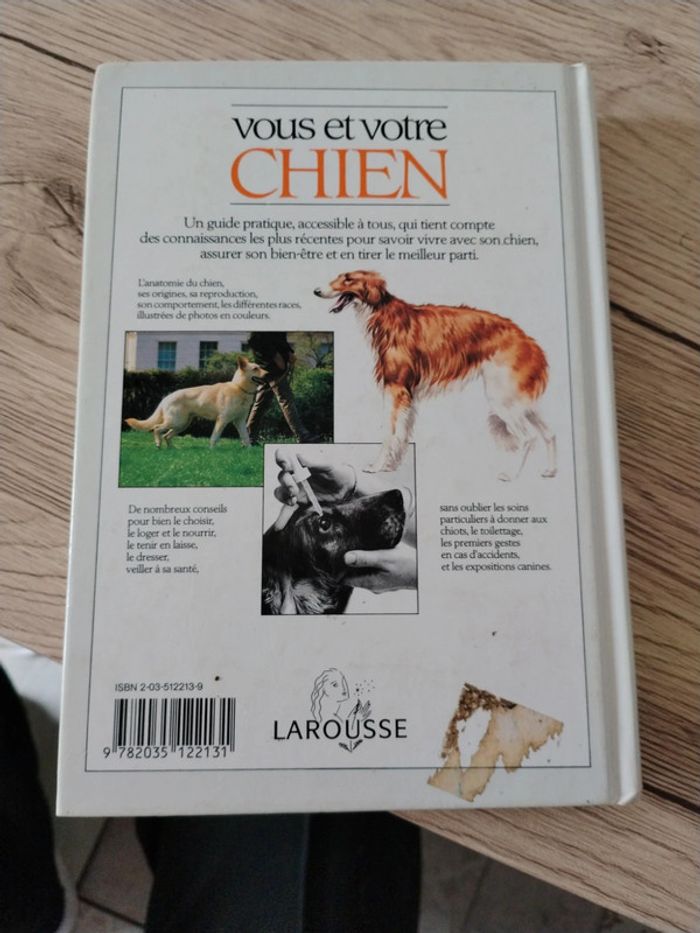 vous et votre
CHIEN
Un guide pratique, accessible à tous, qui tient compte
des connaissances les plus récentes pour savoir vivre avec son chien,
assurer son bien-être et en tirer le meilleur parti.
L'anatomie du chien,
ses origines, sa reproduction,
son comportement, les différentes races,
illustrées de photos en couleurs.
De nombreux conseils
pour bien le choisir,
le loger et le nourrir,
le tenir en laisse,
le dresser,
veiller à sa santé,
sans oublier les soins
particuliers à donner aux
chiots, le toilettage,
les premiers gestes
en cas d'accidents,
et les expositions canines.
ISBN 2-03-512213-9
9 782035 122131
LAROUSSE